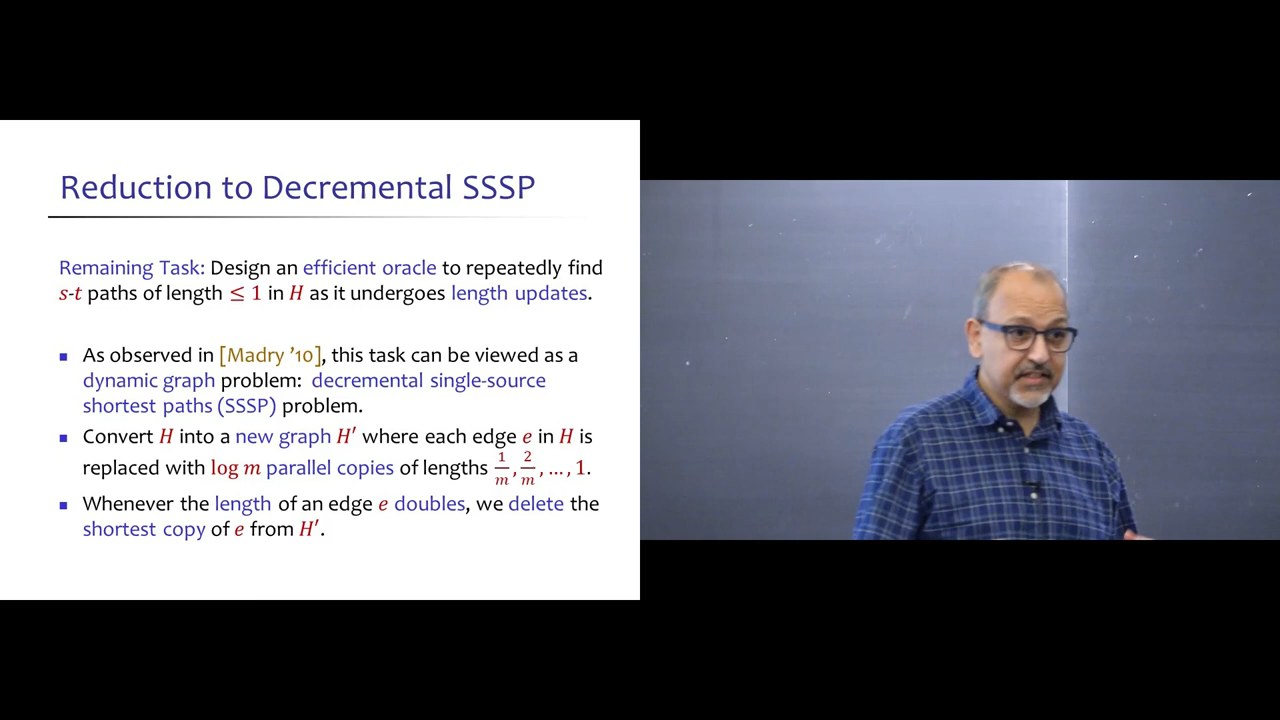 Reduction to Decremental SSSP
Remaining Task: Design an efficient oracle to repeatedly find
s-t paths of length ≤ 1 in H as it undergoes length updates.
▪ As observed in [Madry ’10], this task can be viewed as a
dynamic graph problem: decremental single-source
shortest paths (SSSP) problem.
▪ Convert H into a new graph H′ where each edge e in H is
replaced with log m parallel copies of lengths 1/m, 2/m, …, 1.
▪ Whenever the length of an edge e doubles, we delete the
shortest copy of e from H′.